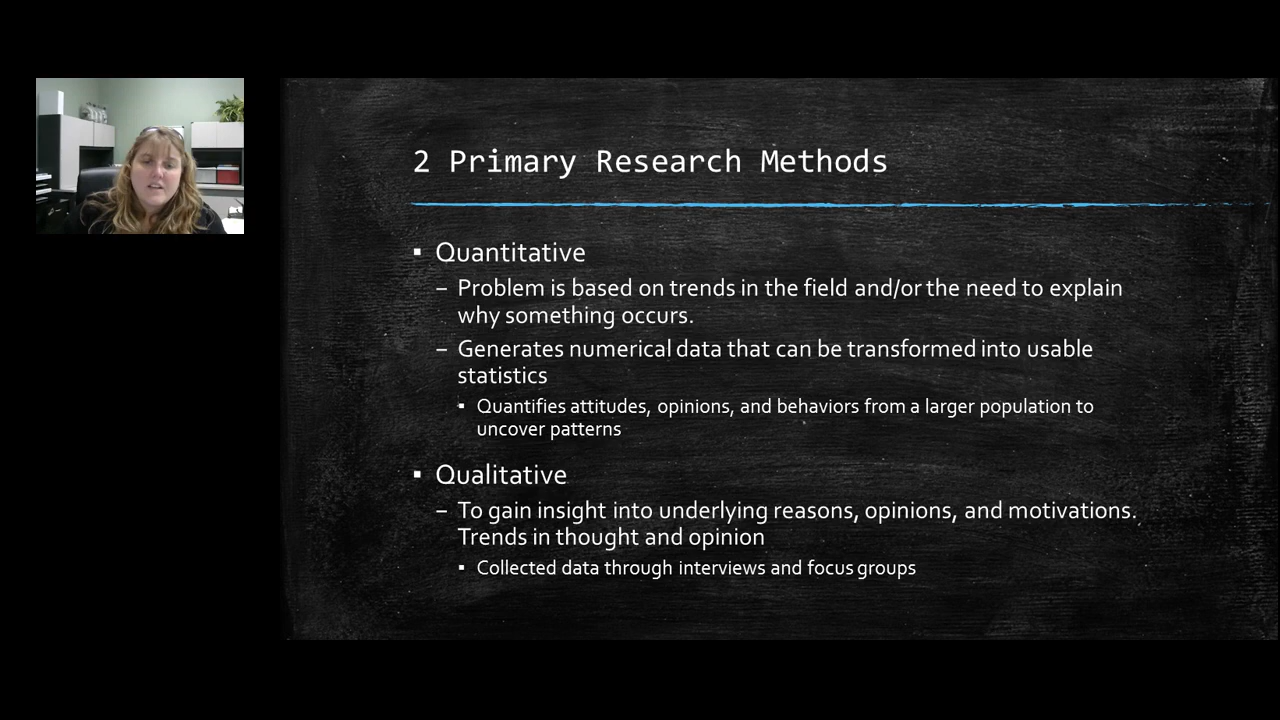 2 Primary Research Methods
▪ Quantitative
– Problem is based on trends in the field and/or the need to explain
why something occurs.
– Generates numerical data that can be transformed into usable
statistics
▪ Quantifies attitudes, opinions, and behaviors from a larger population to
uncover patterns
▪ Qualitative
– To gain insight into underlying reasons, opinions, and motivations.
Trends in thought and opinion
▪ Collected data through interviews and focus groups